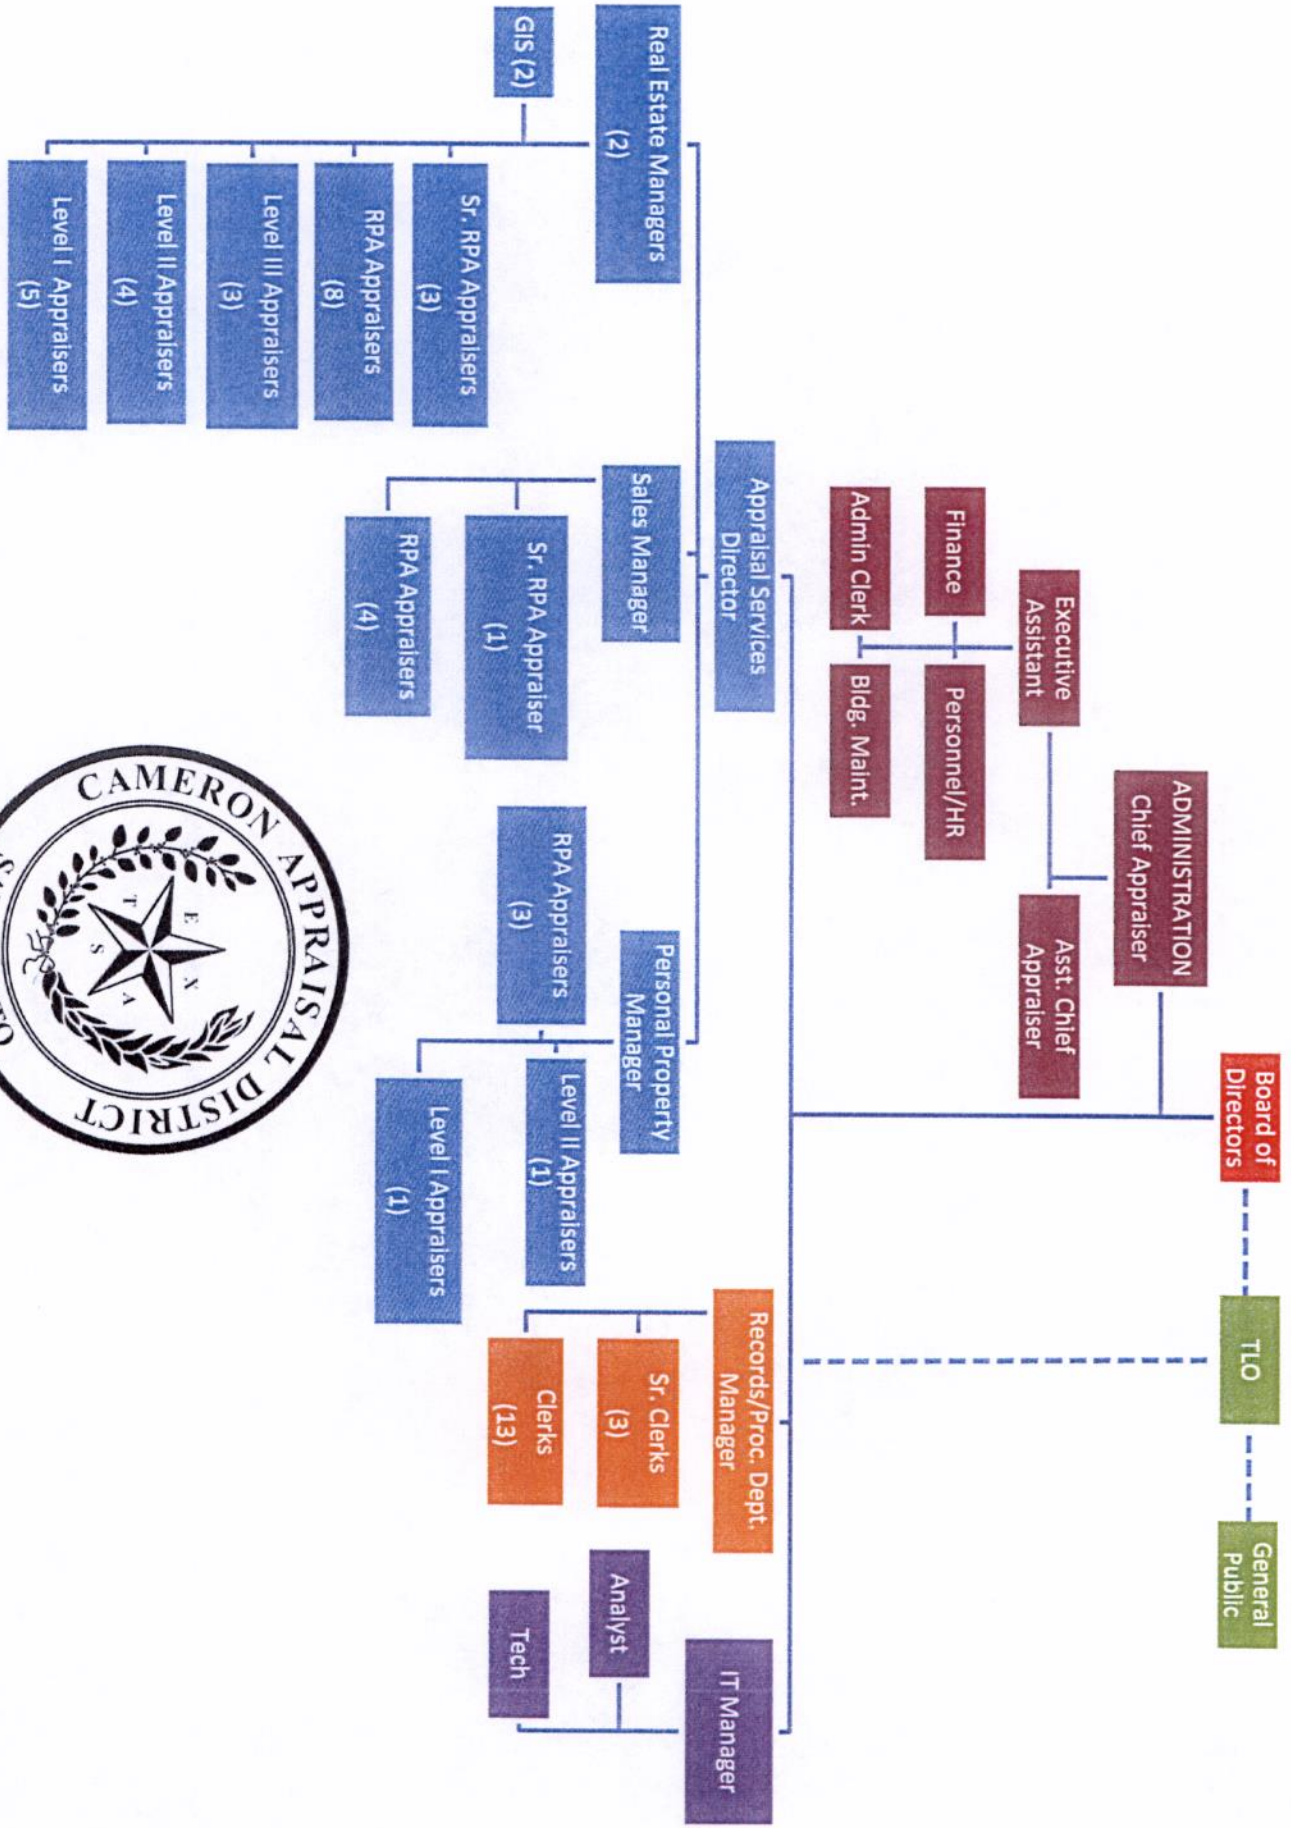 Board of
Directors
TLO
General
Public
ADMINISTRATION
Chief Appraiser
Executive
Assistant
Asst. Chief
Appraiser
Finance
Personnel/HR
Admin Clerk
Bldg. Maint.
Appraisal Services
Director
Records/Proc. Dept.
Manager
IT Manager
Real Estate Managers
(2)
Sales Manager
Personal Property
Manager
Sr. Clerks
(3)
Analyst
GIS (2)
Clerks
(13)
Tech
Sr. RPA Appraisers
(3)
RPA Appraisers
(8)
Level III Appraisers
(3)
Level II Appraisers
(4)
Level I Appraisers
(5)
Sr. RPA Appraiser
(1)
RPA Appraisers
(4)
RPA Appraisers
(3)
Level II Appraisers
(1)
Level I Appraisers
(1)
CAMERON APPRAISAL DISTRICT
TEXAS